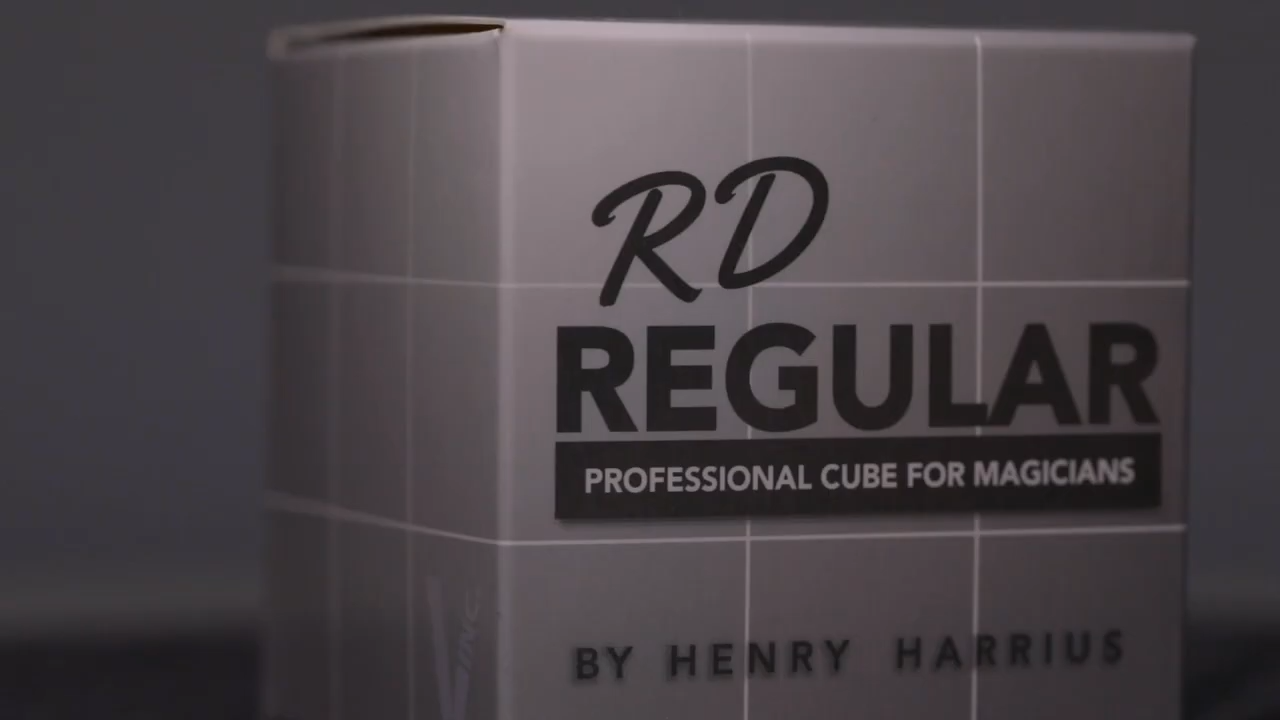 RD
REGULAR
PROFESSIONAL CUBE FOR MAGICIANS
BY HENRY HARRIUS